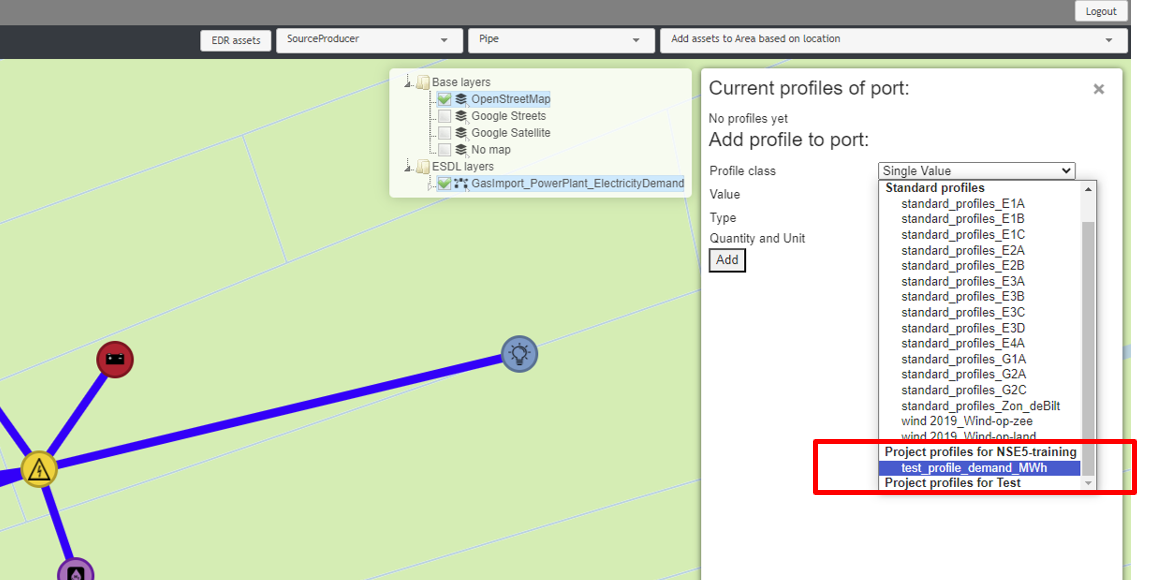 Logout
EDR assets
SourceProducer
Pipe
Add assets to Area based on location
Base layers
OpenStreetMap
Google Streets
Google Satellite
No map
ESDL layers
GasImport_PowerPlant_ElectricityDemand
Current profiles of port:
No profiles yet
Add profile to port:
Profile class
Single Value
Value
Type
Quantity and Unit
Add
Standard profiles
standard_profiles_E1A
standard_profiles_E1B
standard_profiles_E1C
standard_profiles_E2A
standard_profiles_E2B
standard_profiles_E3A
standard_profiles_E3B
standard_profiles_E3C
standard_profiles_E3D
standard_profiles_E4A
standard_profiles_G1A
standard_profiles_G2A
standard_profiles_G2C
standard_profiles_Zon_deBilt
wind 2019_Wind-op-zee
wind 2019_Wind-op-land
Project profiles for NSE5-training
test_profile_demand_MWh
Project profiles for Test